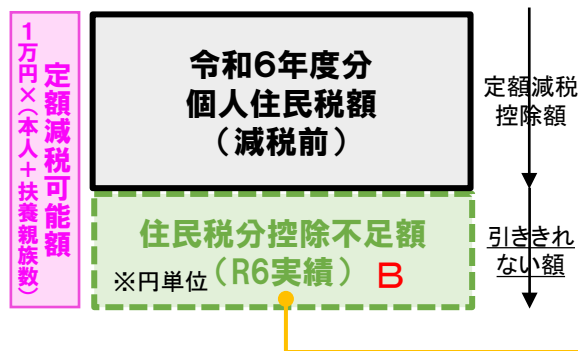 定額減税可能額
１万円×(本人＋扶養親族数)
令和6年度分
個人住民税額
（減税前）
定額減税
控除額
住民税分控除不足額
※円単位（R6実績） B
引ききれ
ない額